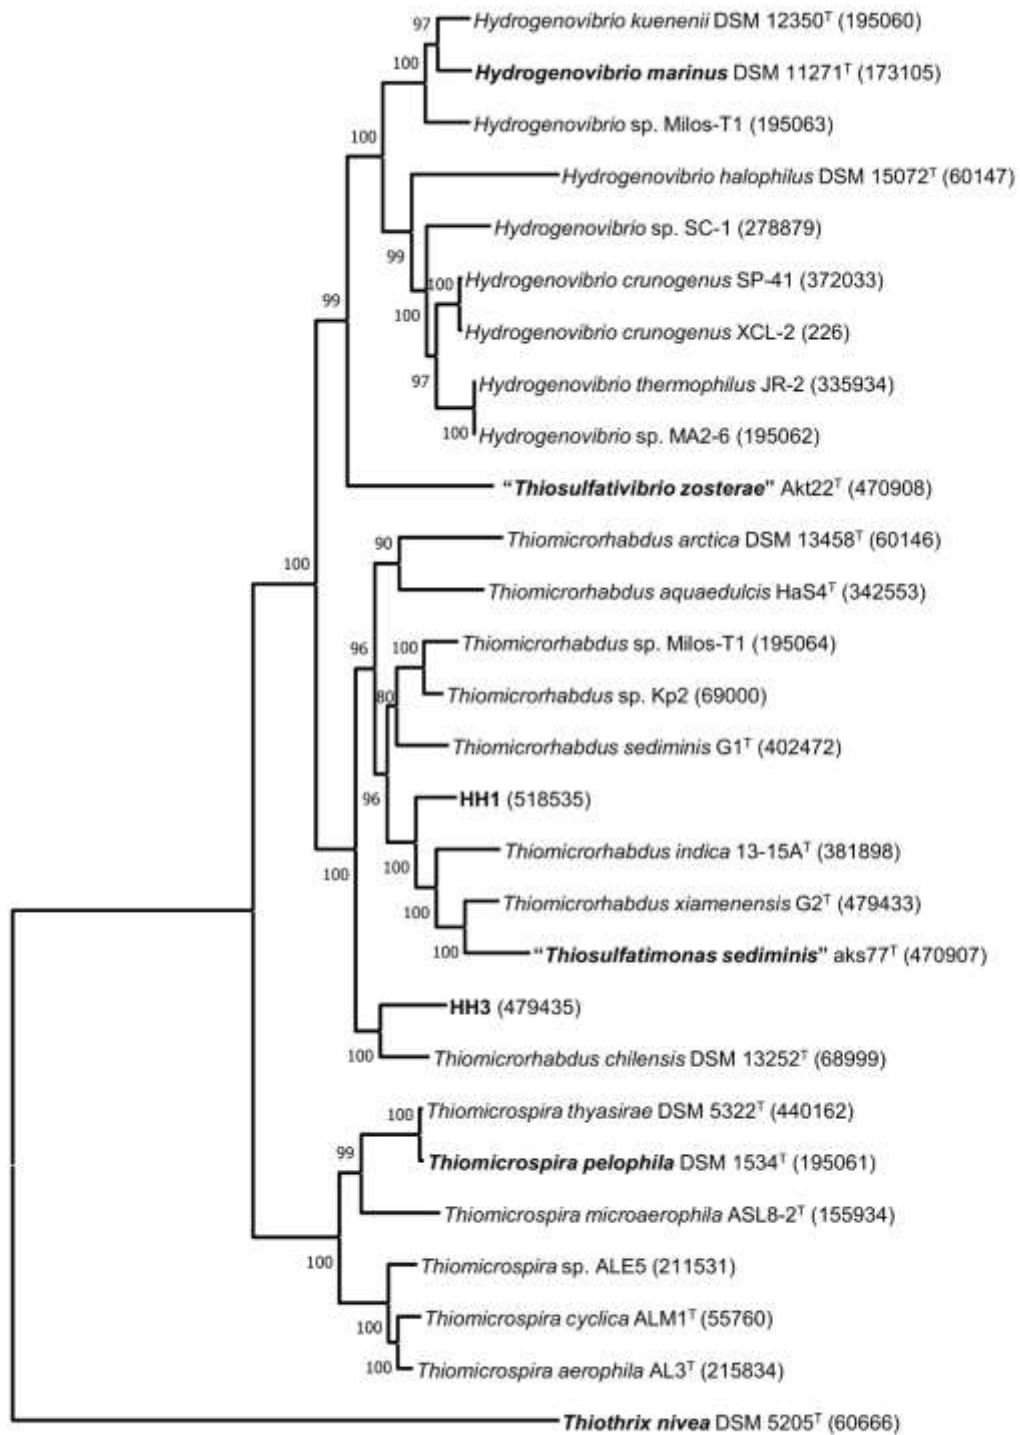 97
Hydrogenovibrio kuenenii DSM 12350ᵀ (195060)
100
Hydrogenovibrio marinus DSM 11271ᵀ (173105)
Hydrogenovibrio sp. Milos-T1 (195063)
100
Hydrogenovibrio halophilus DSM 15072ᵀ (60147)
Hydrogenovibrio sp. SC-1 (278879)
99
100
Hydrogenovibrio crunogenus SP-41 (372033)
99
100
Hydrogenovibrio crunogenus XCL-2 (226)
97
Hydrogenovibrio thermophilus JR-2 (335934)
100
Hydrogenovibrio sp. MA2-6 (195062)
“Thiosulfativibrio zosterae” Akt22ᵀ (470908)
90
Thiomicrorhabdus arctica DSM 13458ᵀ (60146)
100
Thiomicrorhabdus aquaedulcis HaS4ᵀ (342553)
96
100
Thiomicrorhabdus sp. Milos-T1 (195064)
80
Thiomicrorhabdus sp. Kp2 (69000)
Thiomicrorhabdus sediminis G1ᵀ (402472)
96
HH1 (518535)
Thiomicrorhabdus indica 13-15Aᵀ (381898)
100
100
Thiomicrorhabdus xiamenensis G2ᵀ (479433)
100
100
“Thiosulfatimonas sediminis” aks77ᵀ (470907)
HH3 (479435)
100
Thiomicrorhabdus chilensis DSM 13252ᵀ (68999)
100
Thiomicrospira thyasirae DSM 5322ᵀ (440162)
99
Thiomicrospira pelophila DSM 1534ᵀ (195061)
Thiomicrospira microaerophila ASL8-2ᵀ (155934)
100
Thiomicrospira sp. ALE5 (211531)
100
Thiomicrospira cyclica ALM1ᵀ (55760)
100
Thiomicrospira aerophila AL3ᵀ (215834)
Thiothrix nivea DSM 5205ᵀ (60666)